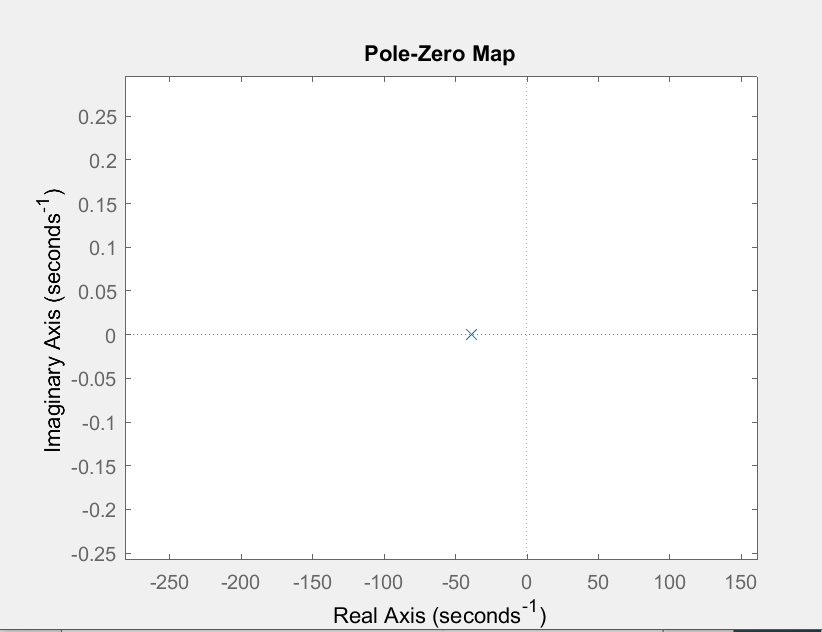 Pole-Zero Map
0.25
0.2
0.15
0.1
0.05
0
-0.05
-0.1
-0.15
-0.2
-0.25
Imaginary Axis (seconds⁻¹)
-250 -200 -150 -100 -50 0 50 100 150
Real Axis (seconds⁻¹)